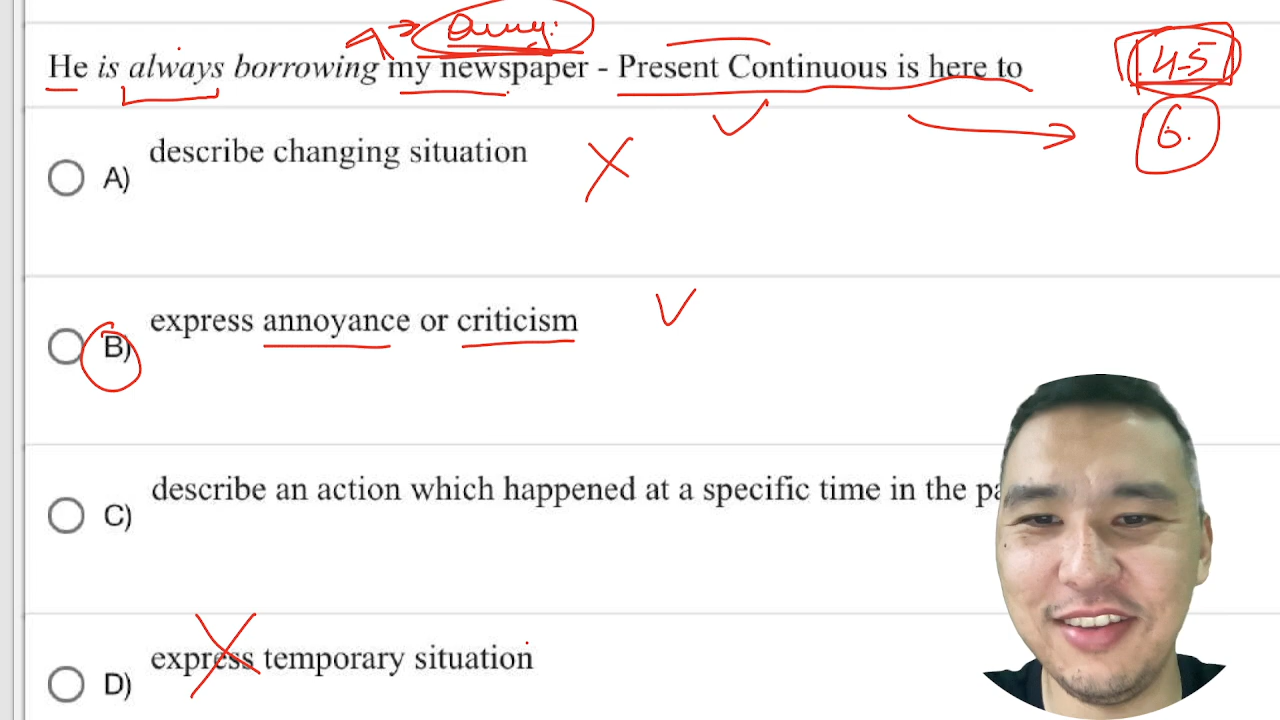 He is always borrowing my newspaper - Present Continuous is here to
4-5
6.
A) describe changing situation
B) express annoyance or criticism
C) describe an action which happened at a specific time in the
D) express temporary situation